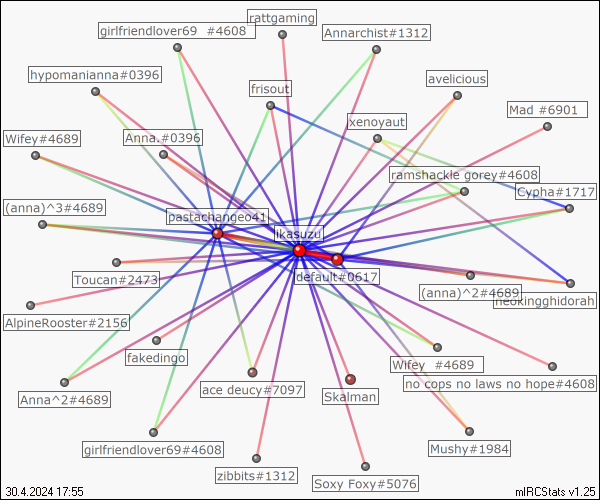 rattgaming
girlfriendlover69 #4608
Annarchist#1312
hypomanianna#0396
avelicious
frisout
Mad #6901
xenoyaut
Wifey#4689
Anna.#0396
ramshackle gorey#4608
Cypha#1717
(anna)^3#4689
pastachangeo41
likasuzu
default#0617
Toucan#2473
(anna)^2#4689
neoxingghidorah
AlpineRooster#2156
fakedingo
Wifey #4689
ace deucy#7097
no cops no laws no hope#4608
Anna^2#4689
Skalman
girlfriendlover69#4608
Mushy#1984
zibbits#1312
Soxy Foxy#5076
30.4.2024 17:55
mIRCStats v1.25